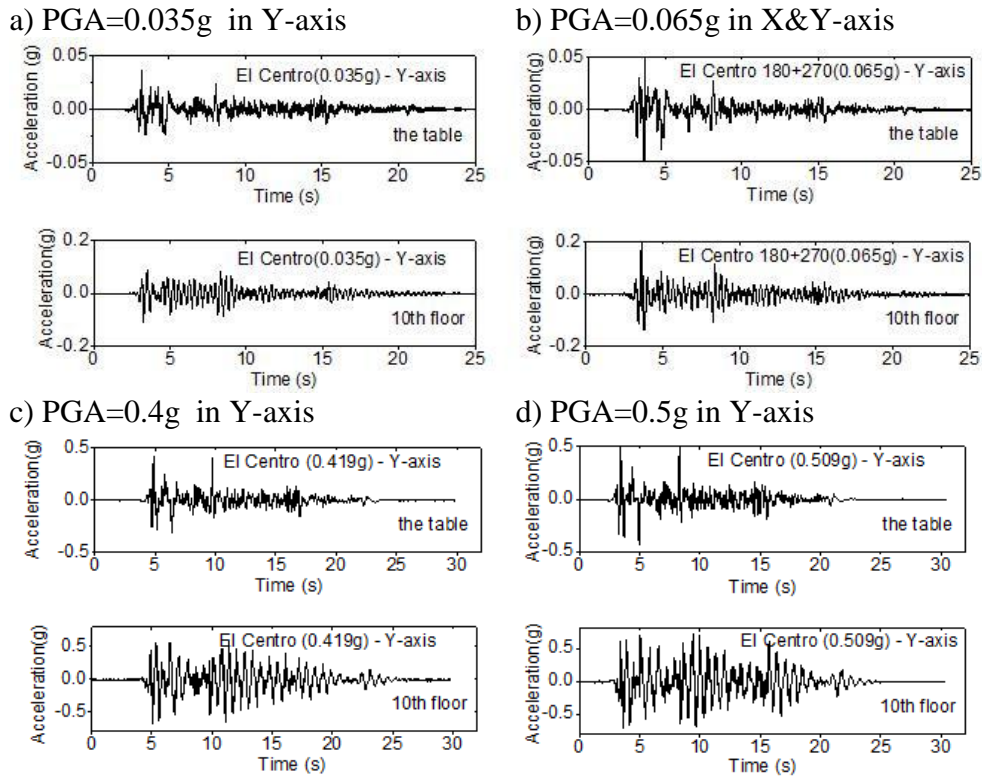 a) PGA=0.035g in Y-axis
Acceleration (g)
0.05
0.00
-0.05
El Centro(0.035g) - Y-axis
the table
0 5 10 15 20 25
Time (s)
Acceleration(g)
0.2
0.0
-0.2
El Centro(0.035g) - Y-axis
10th floor
0 5 10 15 20 25
Time (s)
b) PGA=0.065g in X&Y-axis
Acceleration(g)
0.05
0.00
-0.05
El Centro 180+270(0.065g) - Y-axis
the table
0 5 10 15 20 25
Time (s)
Acceleration(g)
0.2
0.0
-0.2
El Centro 180+270(0.065g) - Y-axis
10th floor
0 5 10 15 20 25
Time (s)
c) PGA=0.4g in Y-axis
Acceleration(g)
0.5
0.0
-0.5
El Centro (0.419g) - Y-axis
the table
0 5 10 15 20 25 30
Time (s)
Acceleration(g)
0.5
0.0
-0.5
El Centro (0.419g) - Y-axis
10th floor
0 5 10 15 20 25 30
Time (s)
d) PGA=0.5g in Y-axis
Acceleration(g)
0.5
0.0
-0.5
El Centro (0.509g) - Y-axis
the table
0 5 10 15 20 25 30
Time (s)
Acceleration(g)
0.5
0.0
-0.5
El Centro (0.509g) - Y-axis
10th floor
0 5 10 15 20 25 30
Time (s)